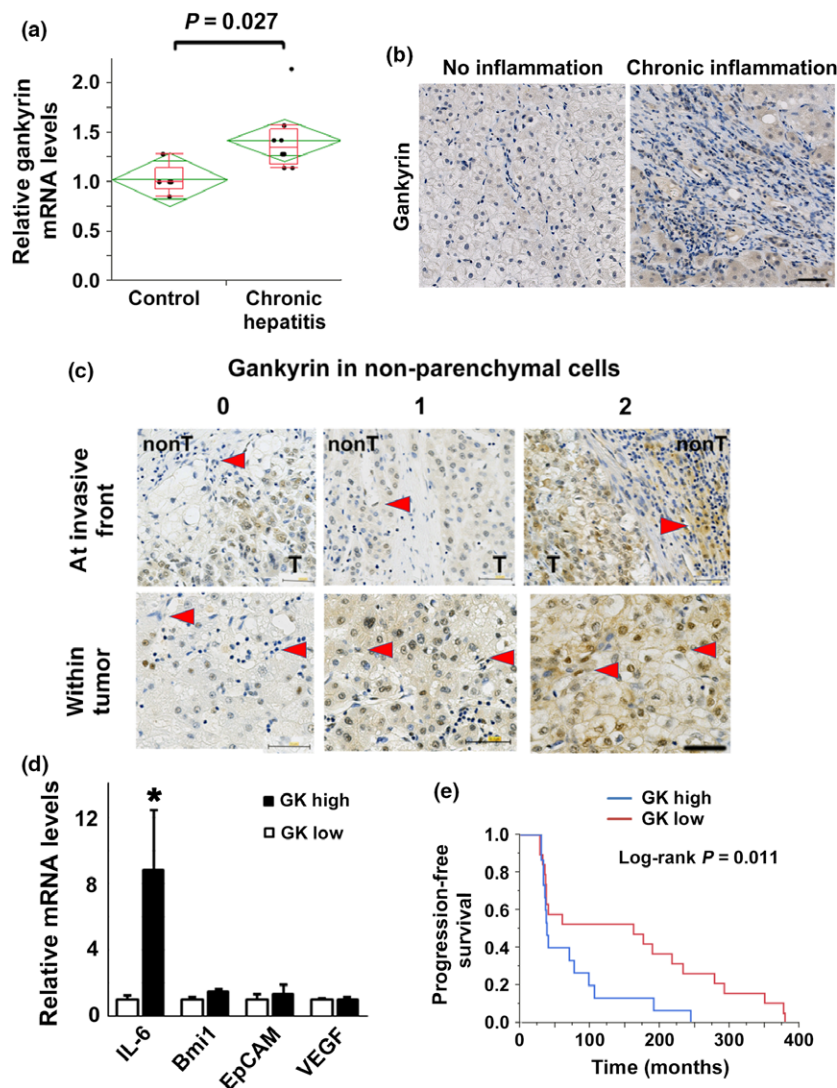 (a)
P = 0.027
Relative gankyrin
mRNA levels
2.0
1.5
1.0
0.5
0.0
Control
Chronic
hepatitis
(b)
No inflammation
Chronic inflammation
Gankyrin
(c)
Gankyrin in non-parenchymal cells
0
1
2
At invasive
front
nonT
T
nonT
T
nonT
T
Within
tumor
(d)
Relative mRNA levels
12
8
4
0
*
GK high
GK low
IL-6
Bmi1
EpCAM
VEGF
(e)
GK high
GK low
Log-rank P = 0.011
Progression-free
survival
1.0
0.8
0.6
0.4
0.2
0.0
0
100
200
300
400
Time (months)